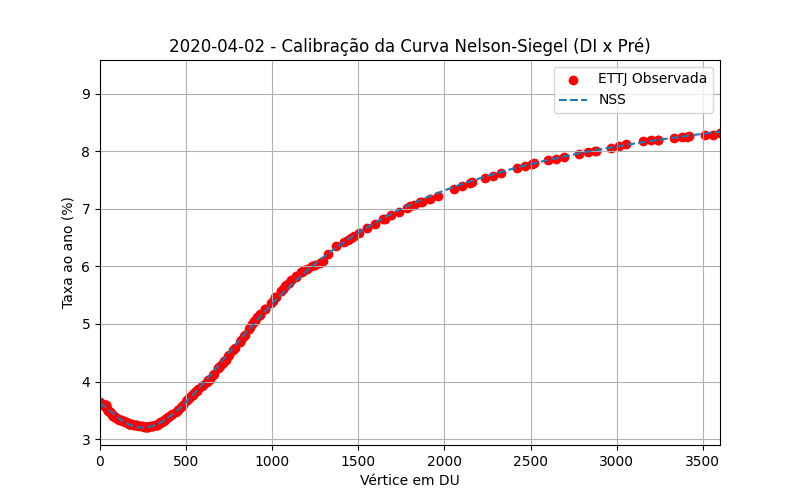 2020-04-02 - Calibração da Curva Nelson-Siegel (DI x Pré)
ETTJ Observada
NSS
Taxa ao ano (%)
9
8
7
6
5
4
3
0 500 1000 1500 2000 2500 3000 3500
Vértice em DU